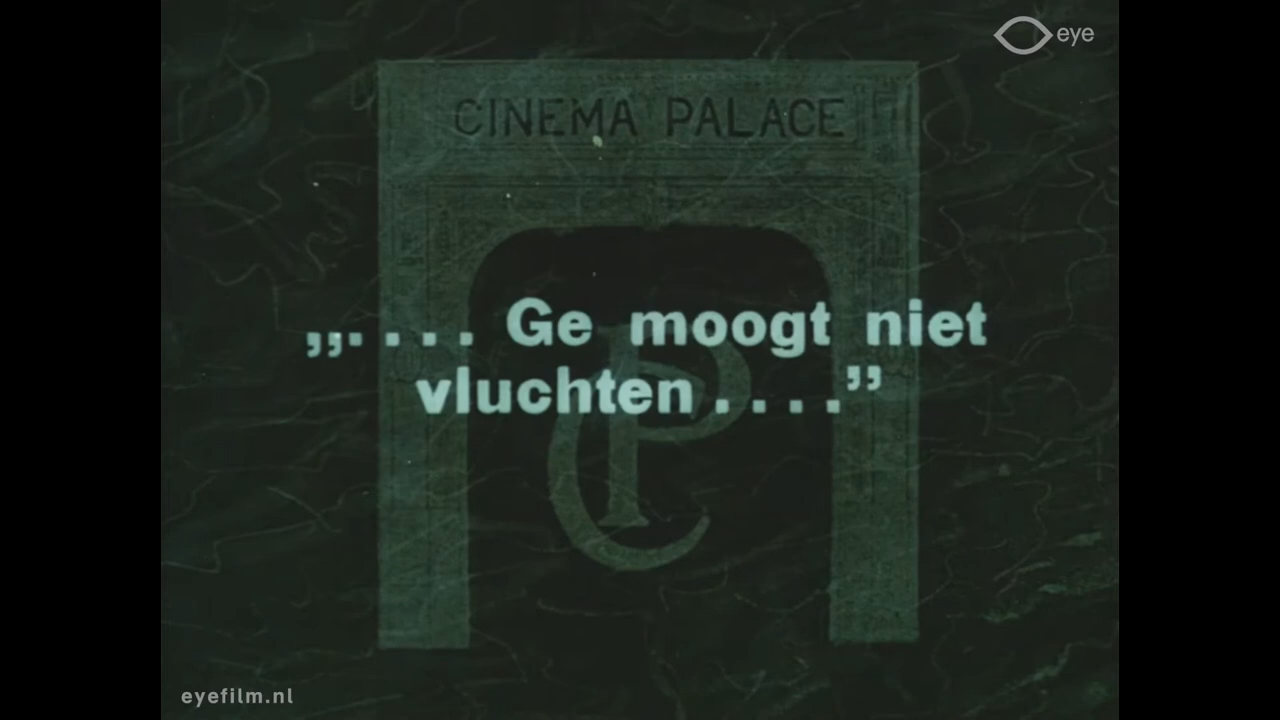 eye
CINEMA PALACE
„.... Ge moogt niet
vluchten....”
CP
eyefilm.nl